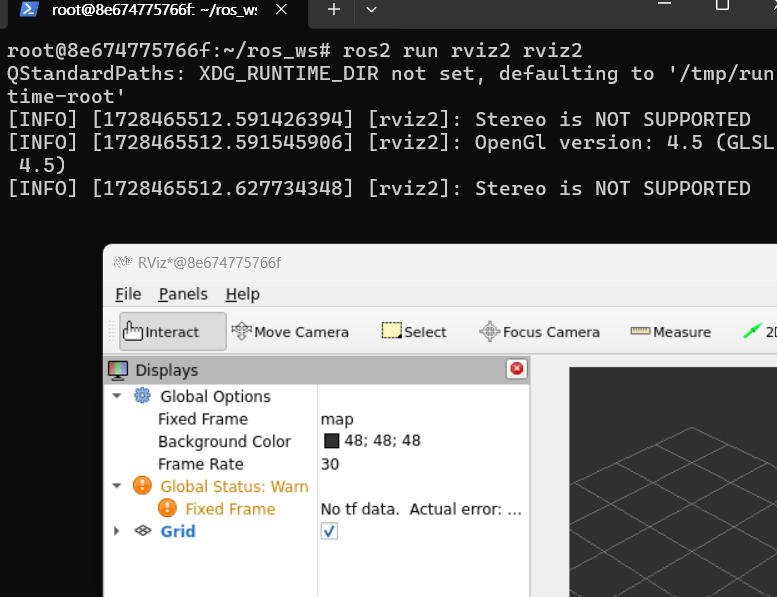 root@8e674775766f: ~/ros_ws
root@8e674775766f:~/ros_ws# ros2 run rviz2 rviz2
QStandardPaths: XDG_RUNTIME_DIR not set, defaulting to '/tmp/run
time-root'
[INFO] [1728465512.591426394] [rviz2]: Stereo is NOT SUPPORTED
[INFO] [1728465512.591545906] [rviz2]: OpenGl version: 4.5 (GLSL
4.5)
[INFO] [1728465512.627734348] [rviz2]: Stereo is NOT SUPPORTED
RViz*@8e674775766f
File Panels Help
Interact Move Camera Select Focus Camera Measure 2D
Displays
Global Options
Fixed Frame map
Background Color 48; 48; 48
Frame Rate 30
Global Status: Warn
Fixed Frame No tf data. Actual error: ...
Grid